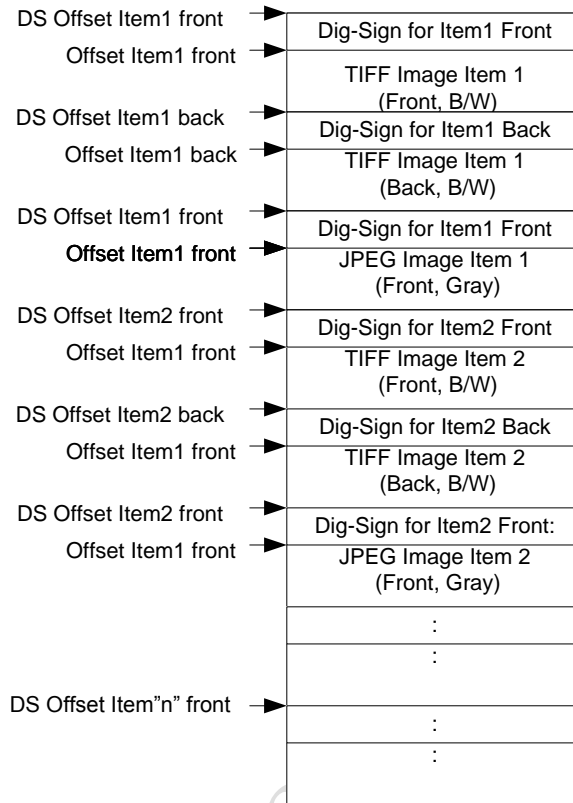 DS Offset Item1 front
Dig-Sign for Item1 Front
Offset Item1 front
TIFF Image Item 1
(Front, B/W)
DS Offset Item1 back
Dig-Sign for Item1 Back
Offset Item1 back
TIFF Image Item 1
(Back, B/W)
DS Offset Item1 front
Dig-Sign for Item1 Front
Offset Item1 front
JPEG Image Item 1
(Front, Gray)
DS Offset Item2 front
Dig-Sign for Item2 Front
Offset Item1 front
TIFF Image Item 2
(Front, B/W)
DS Offset Item2 back
Dig-Sign for Item2 Back
Offset Item1 front
TIFF Image Item 2
(Back, B/W)
DS Offset Item2 front
Dig-Sign for Item2 Front:
Offset Item1 front
JPEG Image Item 2
(Front, Gray)
:
:
DS Offset Item"n" front
:
: